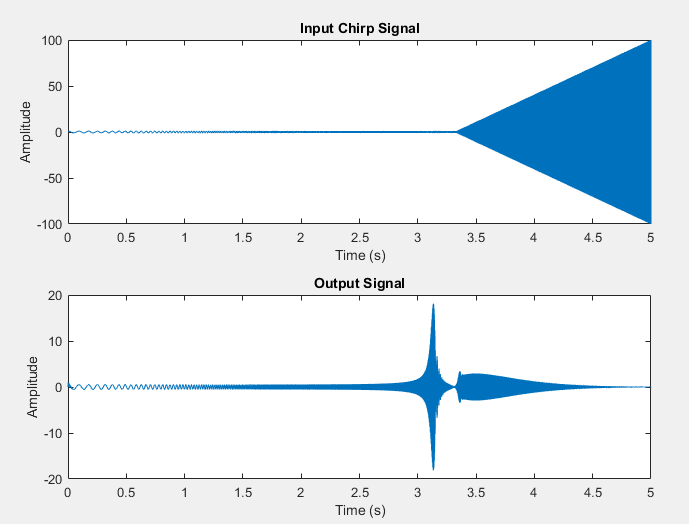 Input Chirp Signal
100
50
0
-50
-100
Amplitude
0 0.5 1 1.5 2 2.5 3 3.5 4 4.5 5
Time (s)
Output Signal
20
10
0
-10
-20
Amplitude
0 0.5 1 1.5 2 2.5 3 3.5 4 4.5 5
Time (s)